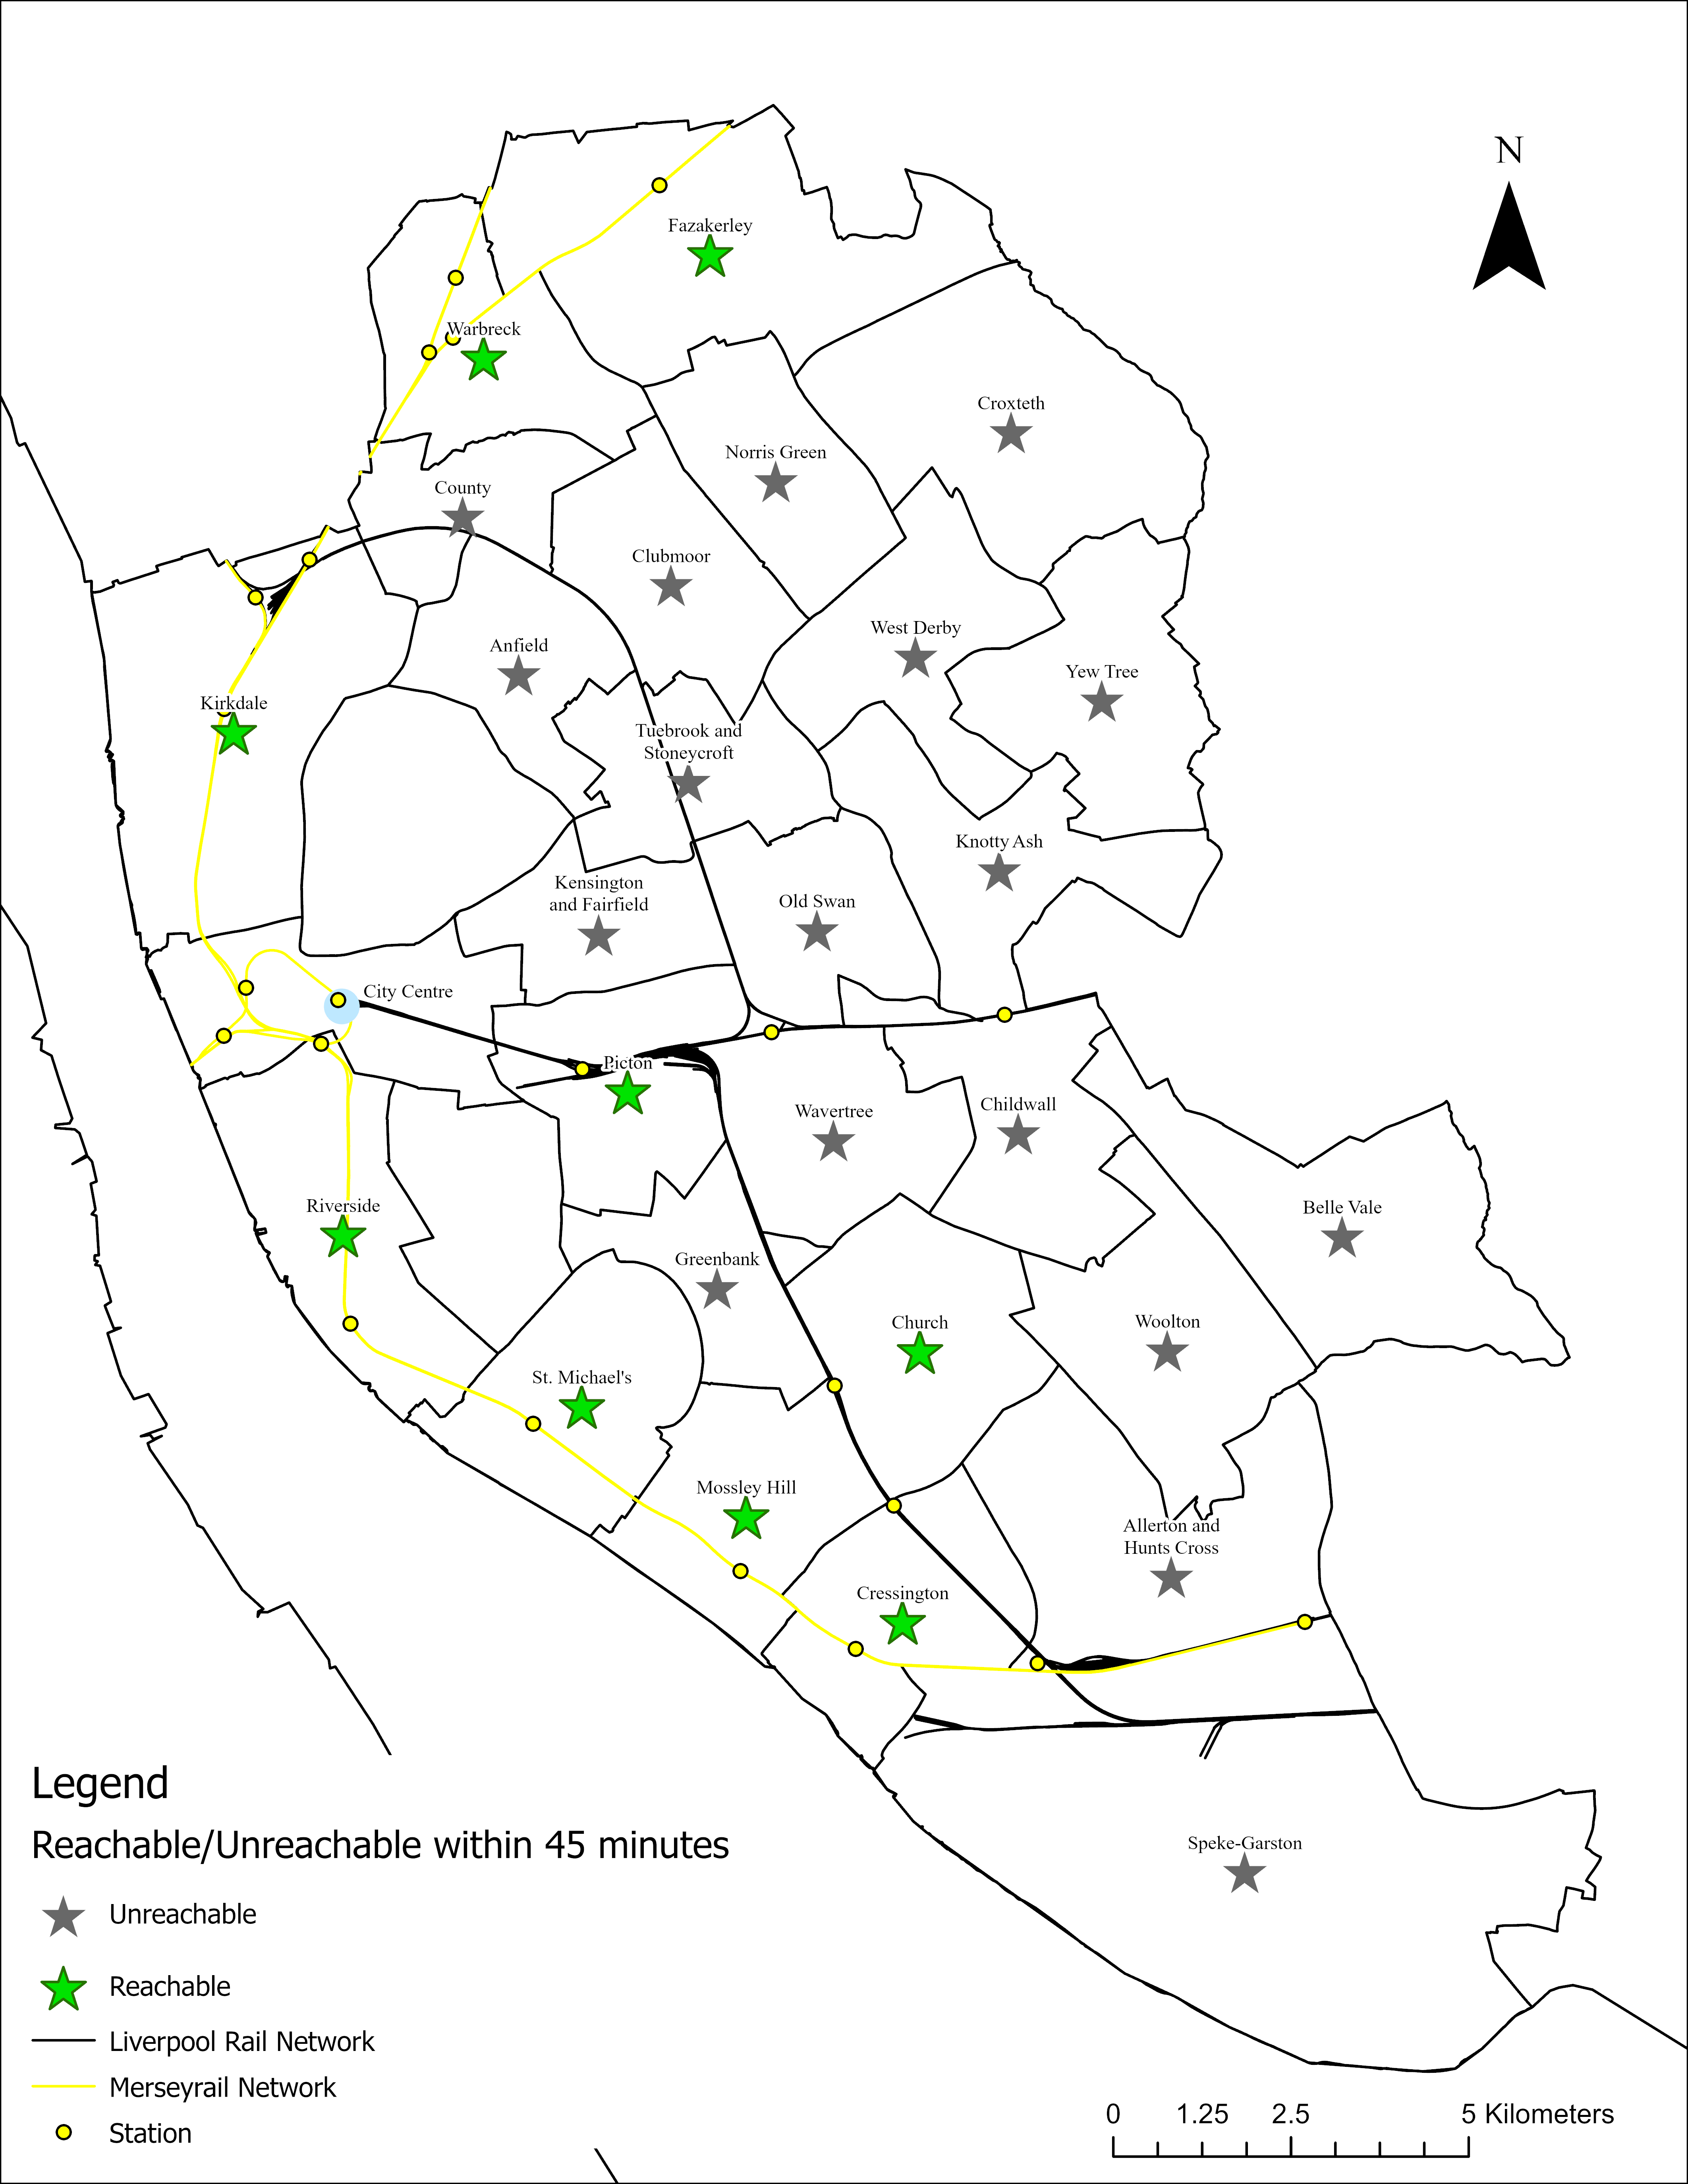 N
Fazakerley
Warbreck
Croxteth
Norris Green
County
Clubmoor
West Derby
Anfield
Yew Tree
Kirkdale
Tuebrook and
Stoneycroft
Knotty Ash
Kensington
and Fairfield
Old Swan
City Centre
Picton
Wavertree
Childwall
Riverside
Belle Vale
Greenbank
Church
Woolton
St. Michael's
Mossley Hill
Allerton and
Hunts Cross
Cressington
Speke-Garston
Legend
Reachable/Unreachable within 45 minutes
Unreachable
Reachable
Liverpool Rail Network
Merseyrail Network
Station
0 1.25 2.5 5 Kilometers